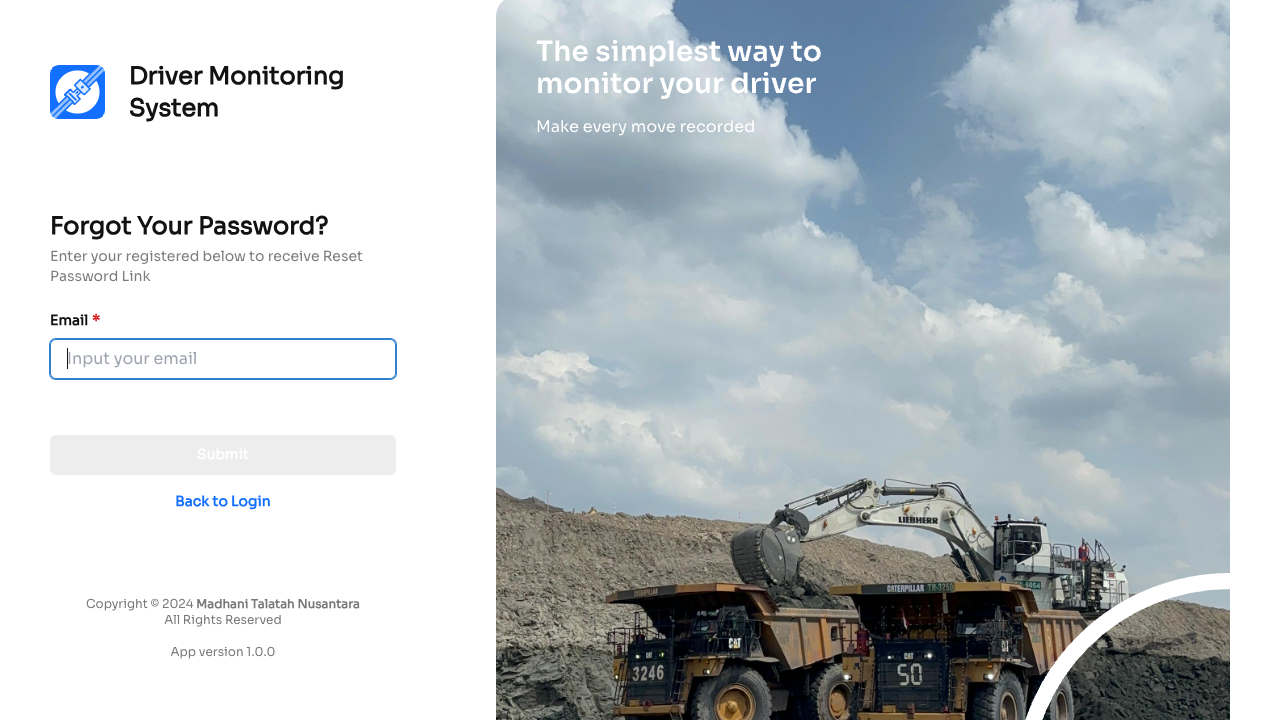 Driver Monitoring
System
Forgot Your Password?
Enter your registered below to receive Reset
Password Link
Email *
Input your email
Submit
Back to Login
Copyright © 2024 Madhani Talatah Nusantara
All Rights Reserved
App version 1.0.0
The simplest way to
monitor your driver
Make every move recorded
LIEBHERR
CATERPILLAR
CATERPILLAR
CAT
CAT
3246
50